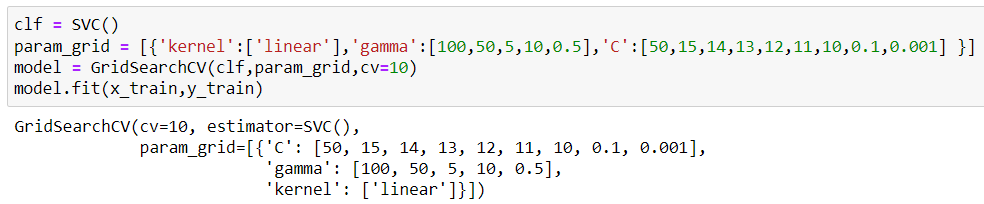 clf = SVC()
param_grid = [{'kernel':['linear'],'gamma':[100,50,5,10,0.5],'C':[50,15,14,13,12,11,10,0.1,0.001] }]
model = GridSearchCV(clf,param_grid,cv=10)
model.fit(x_train,y_train)
GridSearchCV(cv=10, estimator=SVC(),
             param_grid=[{'C': [50, 15, 14, 13, 12, 11, 10, 0.1, 0.001],
                          'gamma': [100, 50, 5, 10, 0.5],
                          'kernel': ['linear']}])